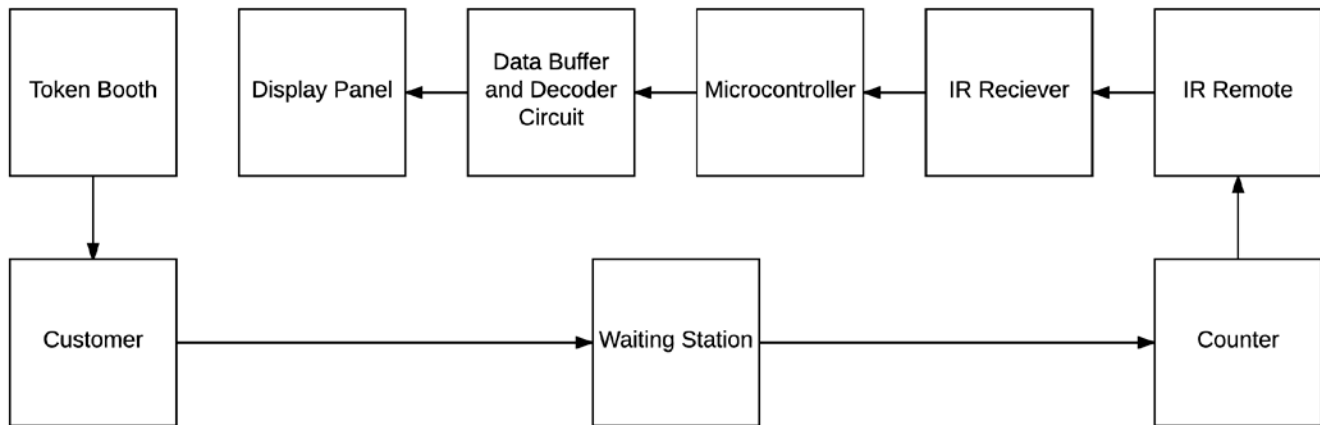 Token Booth
Display Panel
Data Buffer
and Decoder
Circuit
Microcontroller
IR Reciever
IR Remote
Customer
Waiting Station
Counter